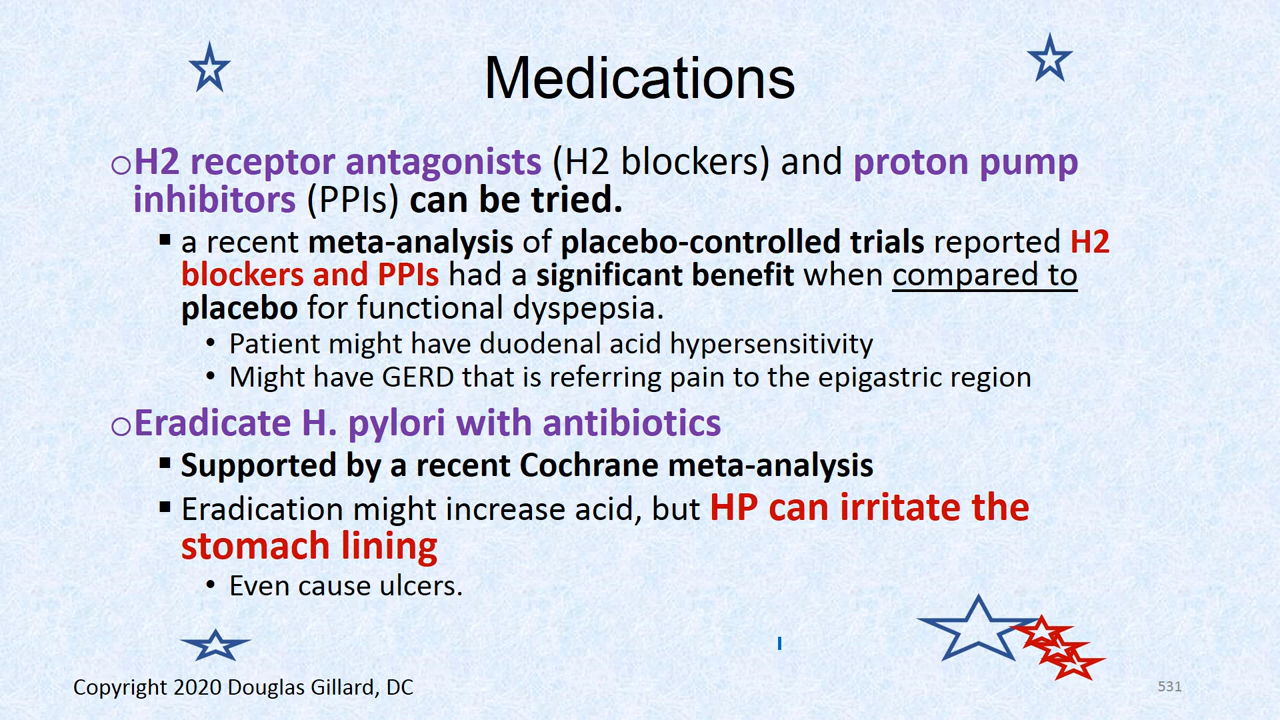 Medications
oH2 receptor antagonists (H2 blockers) and proton pump
inhibitors (PPIs) can be tried.
▪ a recent meta-analysis of placebo-controlled trials reported H2
blockers and PPIs had a significant benefit when compared to
placebo for functional dyspepsia.
• Patient might have duodenal acid hypersensitivity
• Might have GERD that is referring pain to the epigastric region
oEradicate H. pylori with antibiotics
▪ Supported by a recent Cochrane meta-analysis
▪ Eradication might increase acid, but HP can irritate the
stomach lining
• Even cause ulcers.
Copyright 2020 Douglas Gillard, DC
531